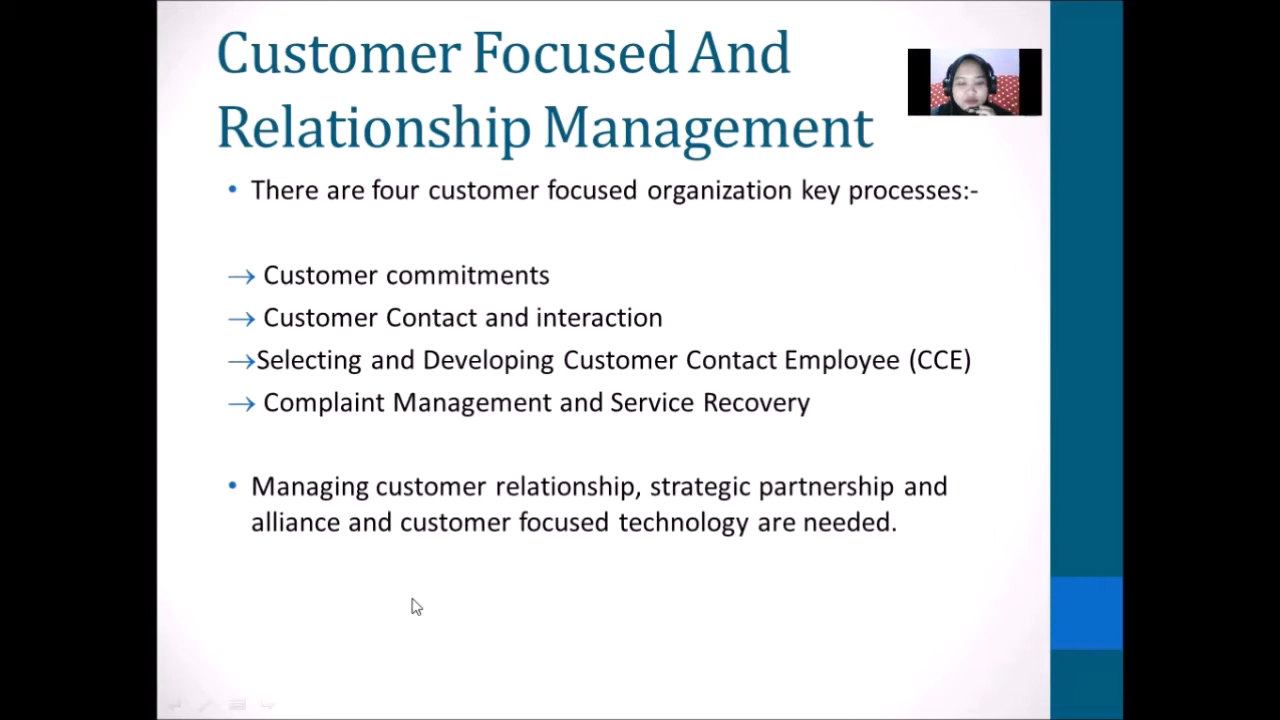 Customer Focused And
Relationship Management
• There are four customer focused organization key processes:-
→ Customer commitments
→ Customer Contact and interaction
→Selecting and Developing Customer Contact Employee (CCE)
→ Complaint Management and Service Recovery
• Managing customer relationship, strategic partnership and
alliance and customer focused technology are needed.